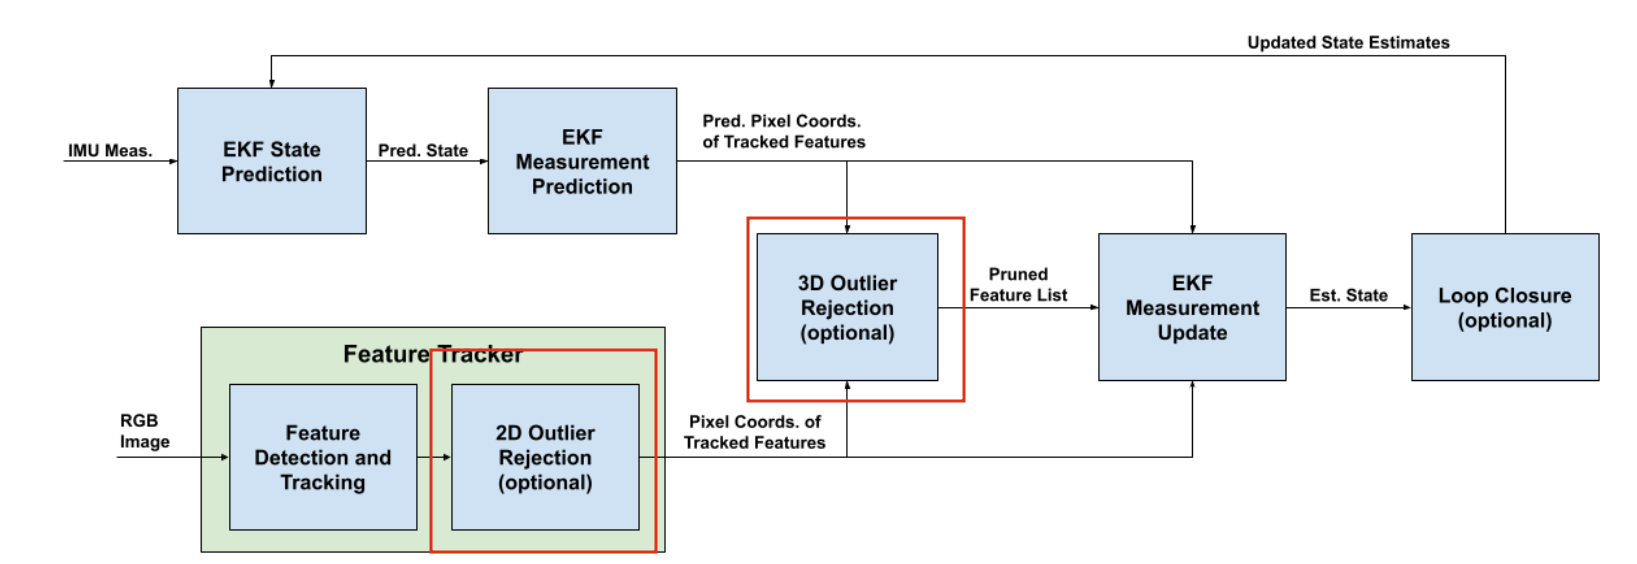 Updated State Estimates
IMU Meas.
EKF State
Prediction
Pred. State
EKF
Measurement
Prediction
Pred. Pixel Coords.
of Tracked Features
3D Outlier
Rejection
(optional)
Pruned
Feature List
EKF
Measurement
Update
Est. State
Loop Closure
(optional)
Feature Tracker
RGB
Image
Feature
Detection and
Tracking
2D Outlier
Rejection
(optional)
Pixel Coords. of
Tracked Features